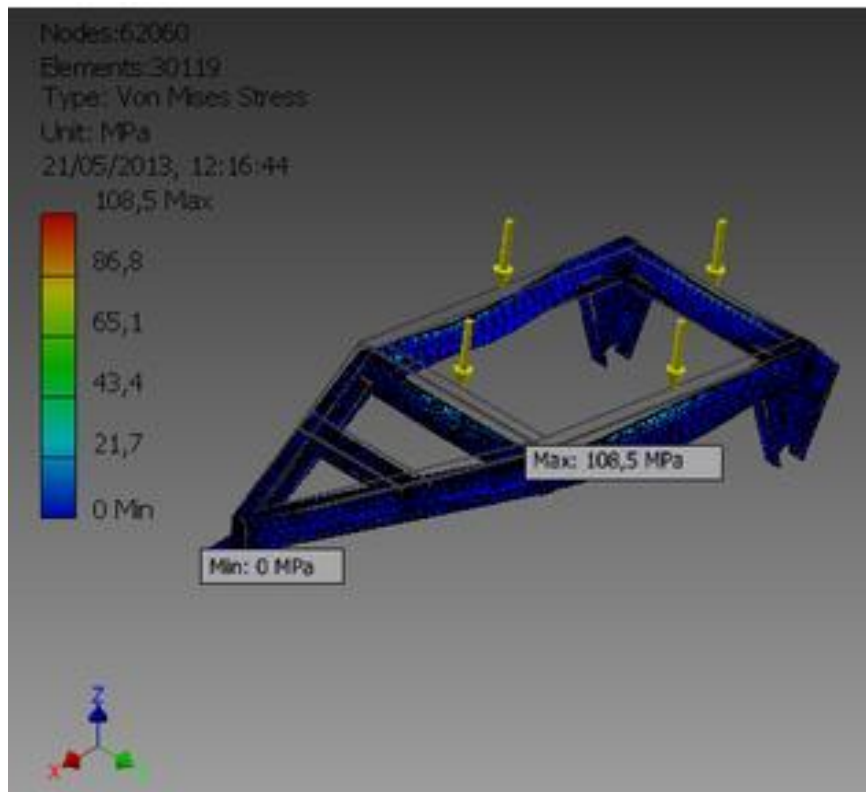 Nodes:62060
Elements:30119
Type: Von Mises Stress
Unit: MPa
21/05/2013, 12:16:44
108,5 Max
86,8
65,1
43,4
21,7
0 Min
Max: 108,5 MPa
Min: 0 MPa
Z
X